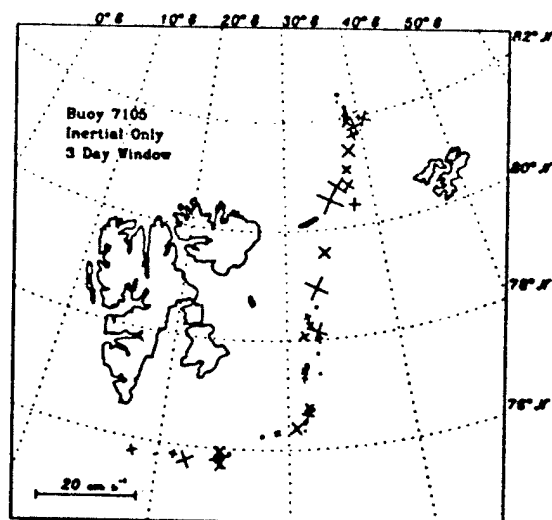 0° E 10° E 20° E 30° E 40° E 50° E
82° N
Buoy 7105
Inertial Only
3 Day Window
80° N
78° N
76° N
20 cm s⁻¹